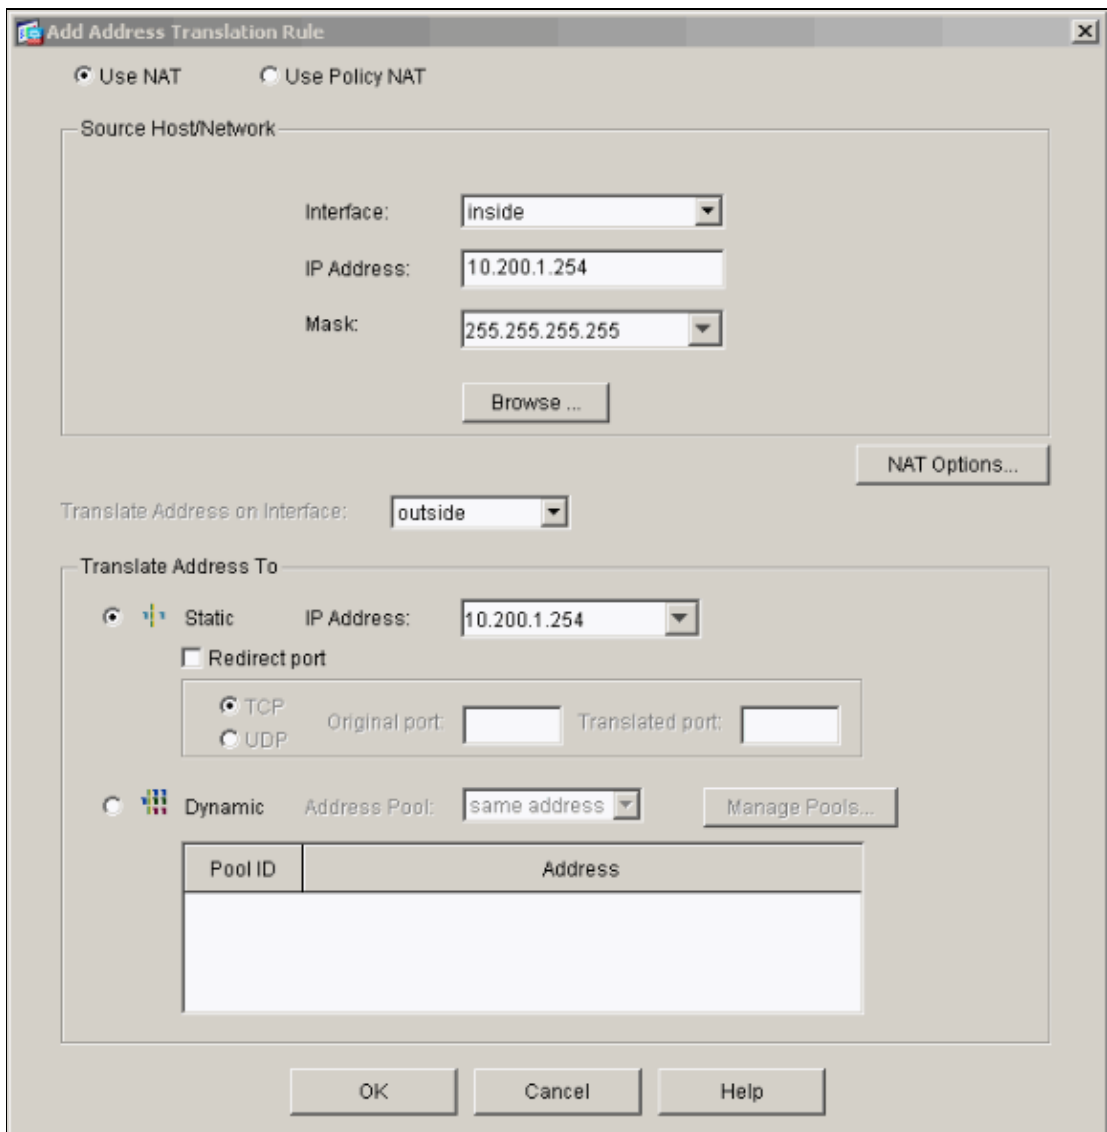 Add Address Translation Rule
Use NAT Use Policy NAT
Source Host/Network
Interface: inside
IP Address: 10.200.1.254
Mask: 255.255.255.255
Browse ...
NAT Options...
Translate Address on Interface: outside
Translate Address To
Static IP Address: 10.200.1.254
Redirect port
TCP
UDP
Original port: Translated port:
Dynamic Address Pool: same address Manage Pools...
Pool ID Address
OK Cancel Help